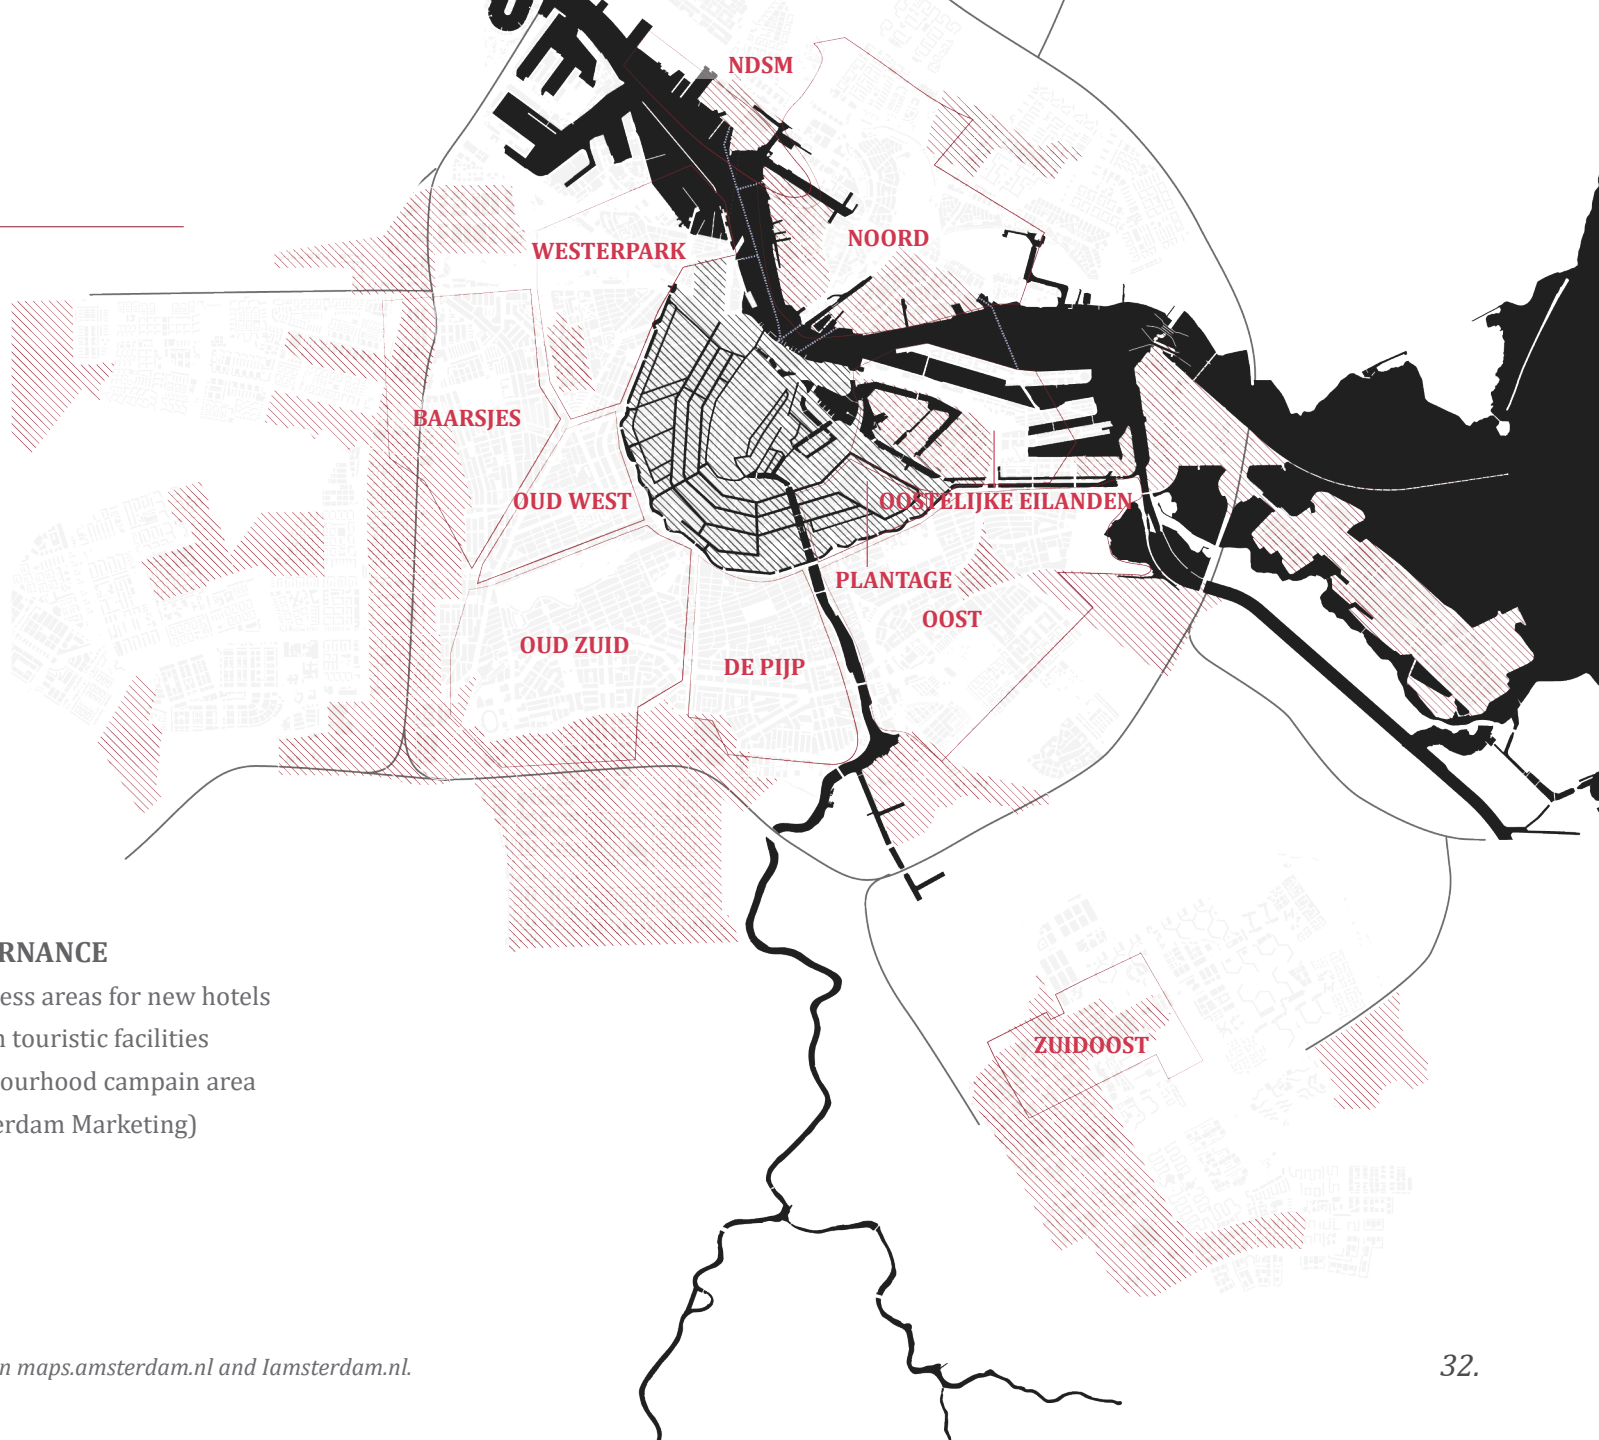 NDSM
NOORD
WESTERPARK
BAARSJES
OUD WEST
OOSTELIJKE EILANDEN
PLANTAGE
OOST
OUD ZUID
DE PIJP
RNANCE
ess areas for new hotels
n touristic facilities
ourhood campain area
erdam Marketing)
ZUIDOOST
n maps.amsterdam.nl and Iamsterdam.nl.
32.